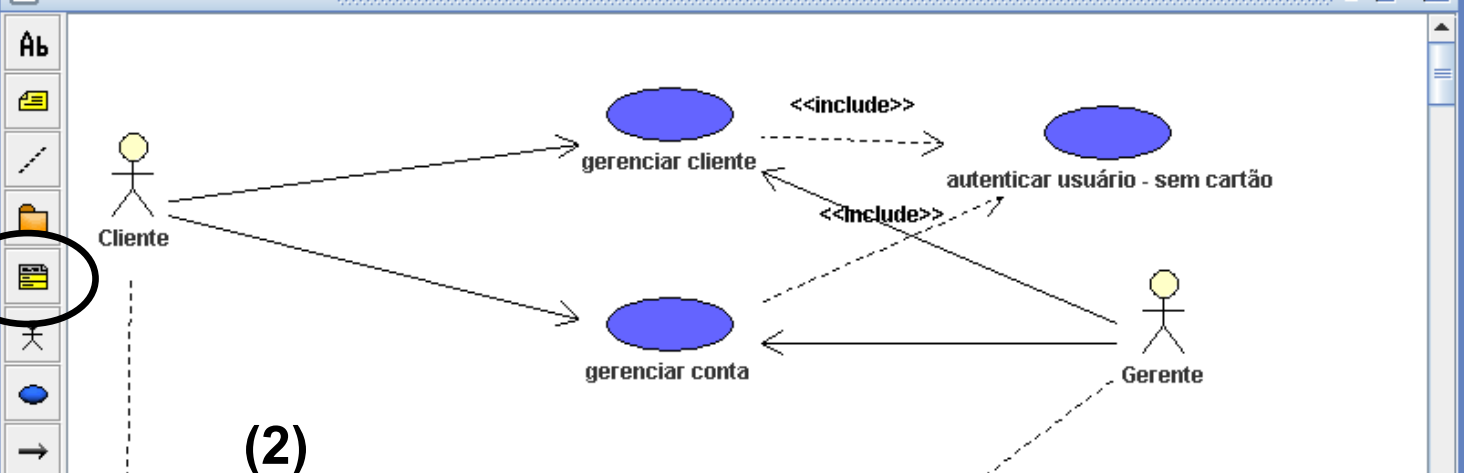 Ab
<<include>>
gerenciar cliente
autenticar usuário - sem cartão
<<include>>
Cliente
gerenciar conta
Gerente
(2)